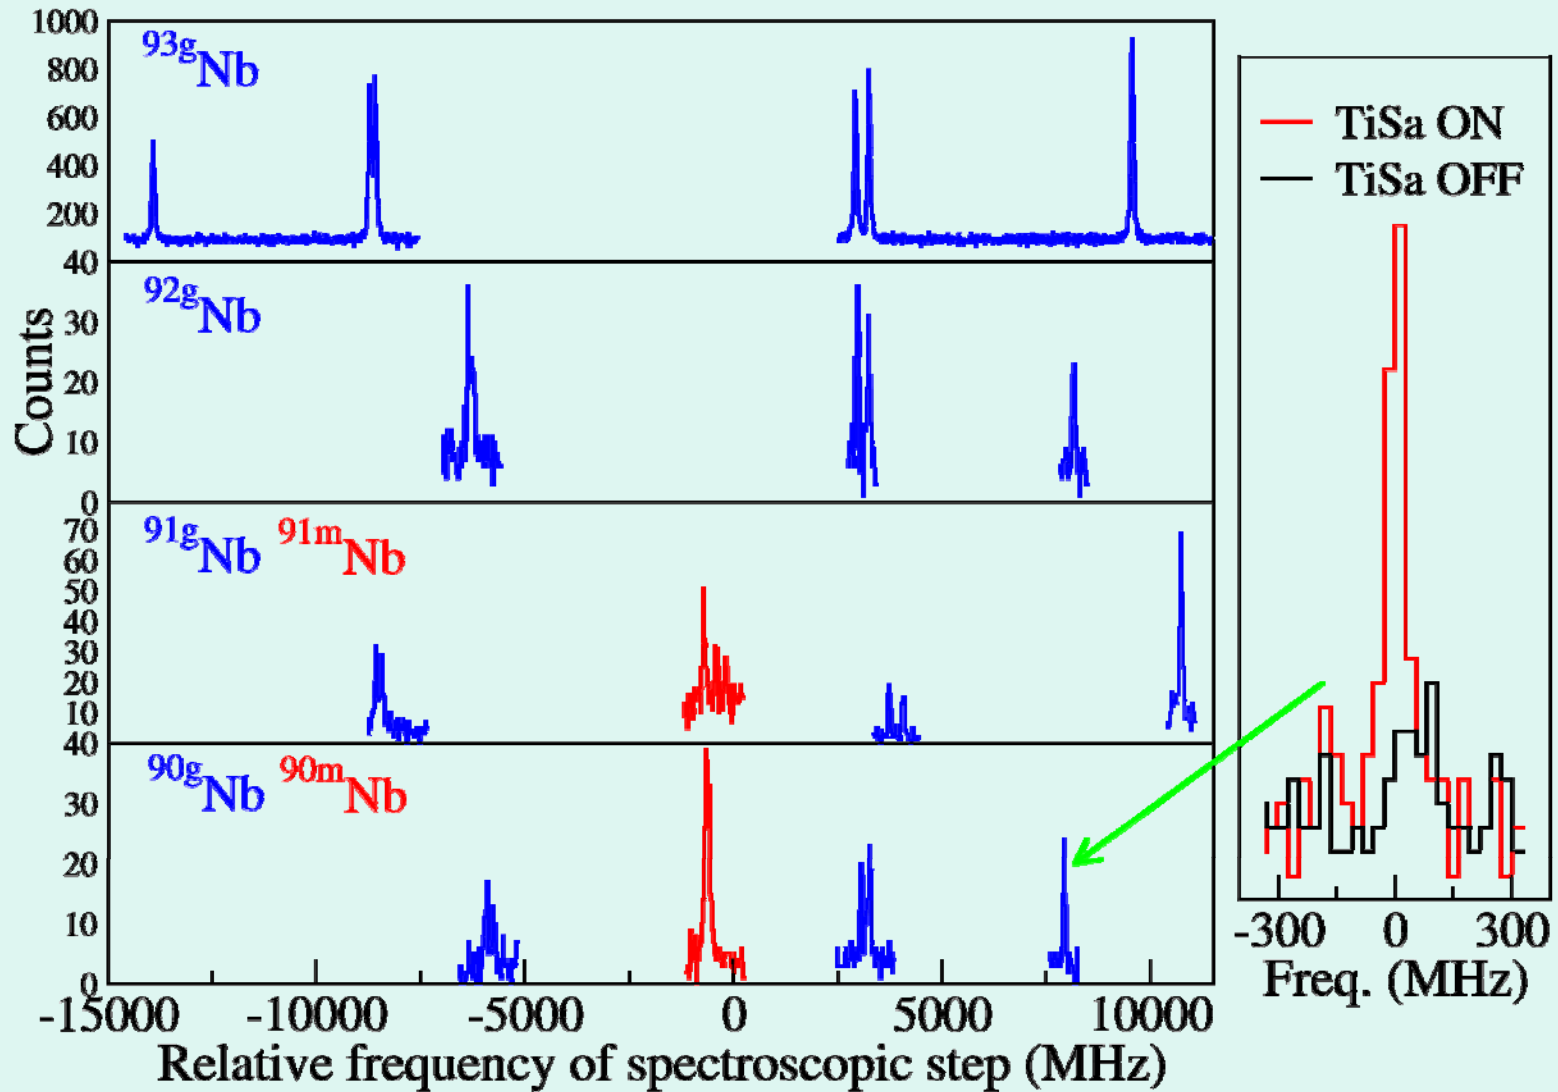 1000
800
600
400
200
93gNb
40
30
20
10
0
92gNb
70
60
50
40
30
20
10
91gNb 91mNb
40
30
20
10
0
90gNb 90mNb
Counts
-15000 -10000 -5000 0 5000 10000
Relative frequency of spectroscopic step (MHz)
TiSa ON
TiSa OFF
-300 0 300
Freq. (MHz)